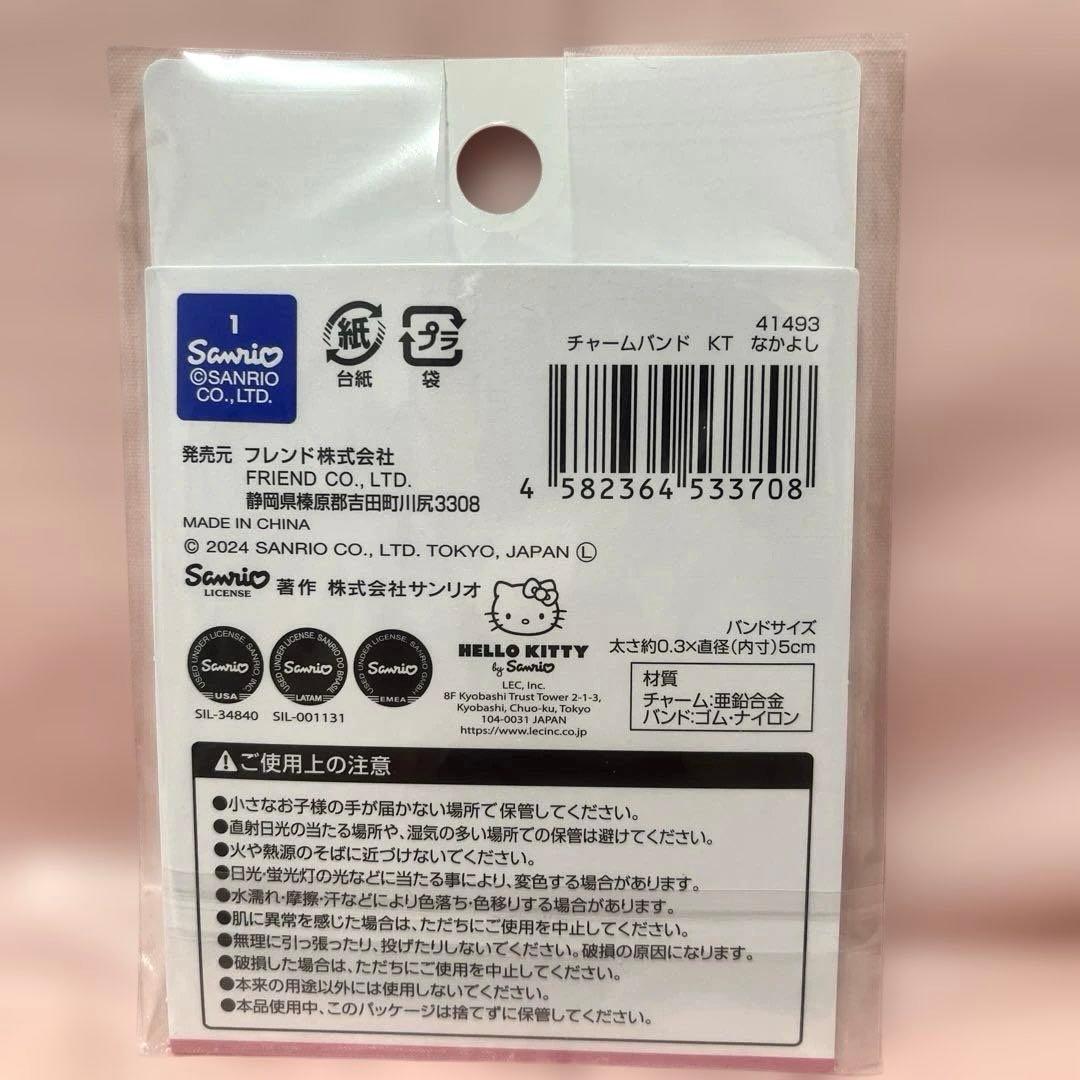 1
Sanrio
©SANRIO
CO.,LTD.
紙
台紙
プラ
袋
41493
チャームバンド KT なかよし
4 582364 533708
発売元 フレンド株式会社
FRIEND CO., LTD.
静岡県榛原郡吉田町川尻3308
MADE IN CHINA
© 2024 SANRIO CO., LTD. TOKYO, JAPAN Ⓛ
Sanrio
LICENSE
著作 株式会社サンリオ
USED UNDER LICENSE. SANRIO, INC.
Sanrio
USA
SIL-34840
USED UNDER LICENSE. SANRIO DO BRASIL
Sanrio
LATAM
SIL-001131
USED UNDER LICENSE. SANRIO GMBH
Sanrio
EMEA
HELLO KITTY
by Sanrio
LEC, Inc.
8F Kyobashi Trust Tower 2-1-3,
Kyobashi, Chuo-ku, Tokyo
104-0031 JAPAN
https://www.lecinc.co.jp
バンドサイズ
太さ約0.3×直径(内寸)5cm
材質
チャーム:亜鉛合金
バンド:ゴム・ナイロン
⚠ご使用上の注意
●小さなお子様の手が届かない場所で保管してください。
●直射日光の当たる場所や、湿気の多い場所での保管は避けてください。
●火や熱源のそばに近づけないでください。
●日光・蛍光灯の光などに当たる事により、変色する場合があります。
●水濡れ・摩擦・汗などにより色落ち・色移りする場合があります。
●肌に異常を感じた場合は、ただちにご使用を中止してください。
●無理に引っ張ったり、投げたりしないでください。破損の原因になります。
●破損した場合は、ただちにご使用を中止してください。
●本来の用途以外には使用しないでください。
●本品使用中、このパッケージは捨てずに保管してください。